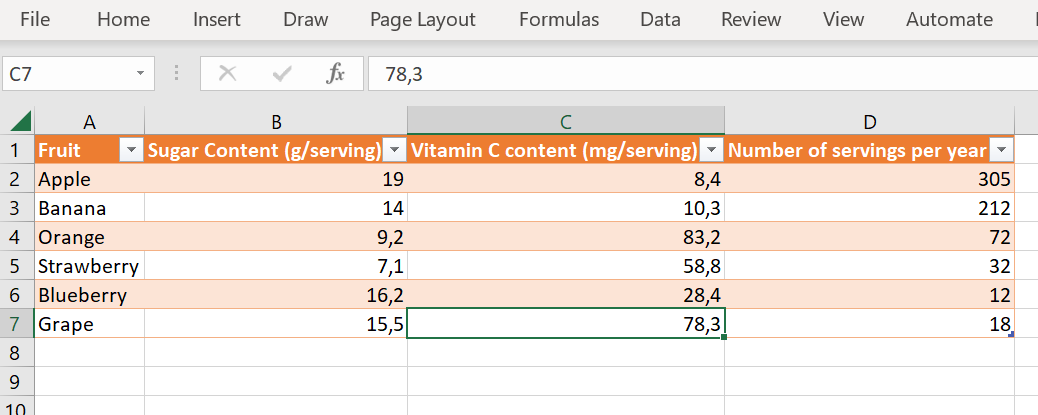 File Home Insert Draw Page Layout Formulas Data Review View Automate
C7 fx 78,3
A B C D
1 Fruit Sugar Content (g/serving) Vitamin C content (mg/serving) Number of servings per year
2 Apple 19 8,4 305
3 Banana 14 10,3 212
4 Orange 9,2 83,2 72
5 Strawberry 7,1 58,8 32
6 Blueberry 16,2 28,4 12
7 Grape 15,5 78,3 18
8
9
10